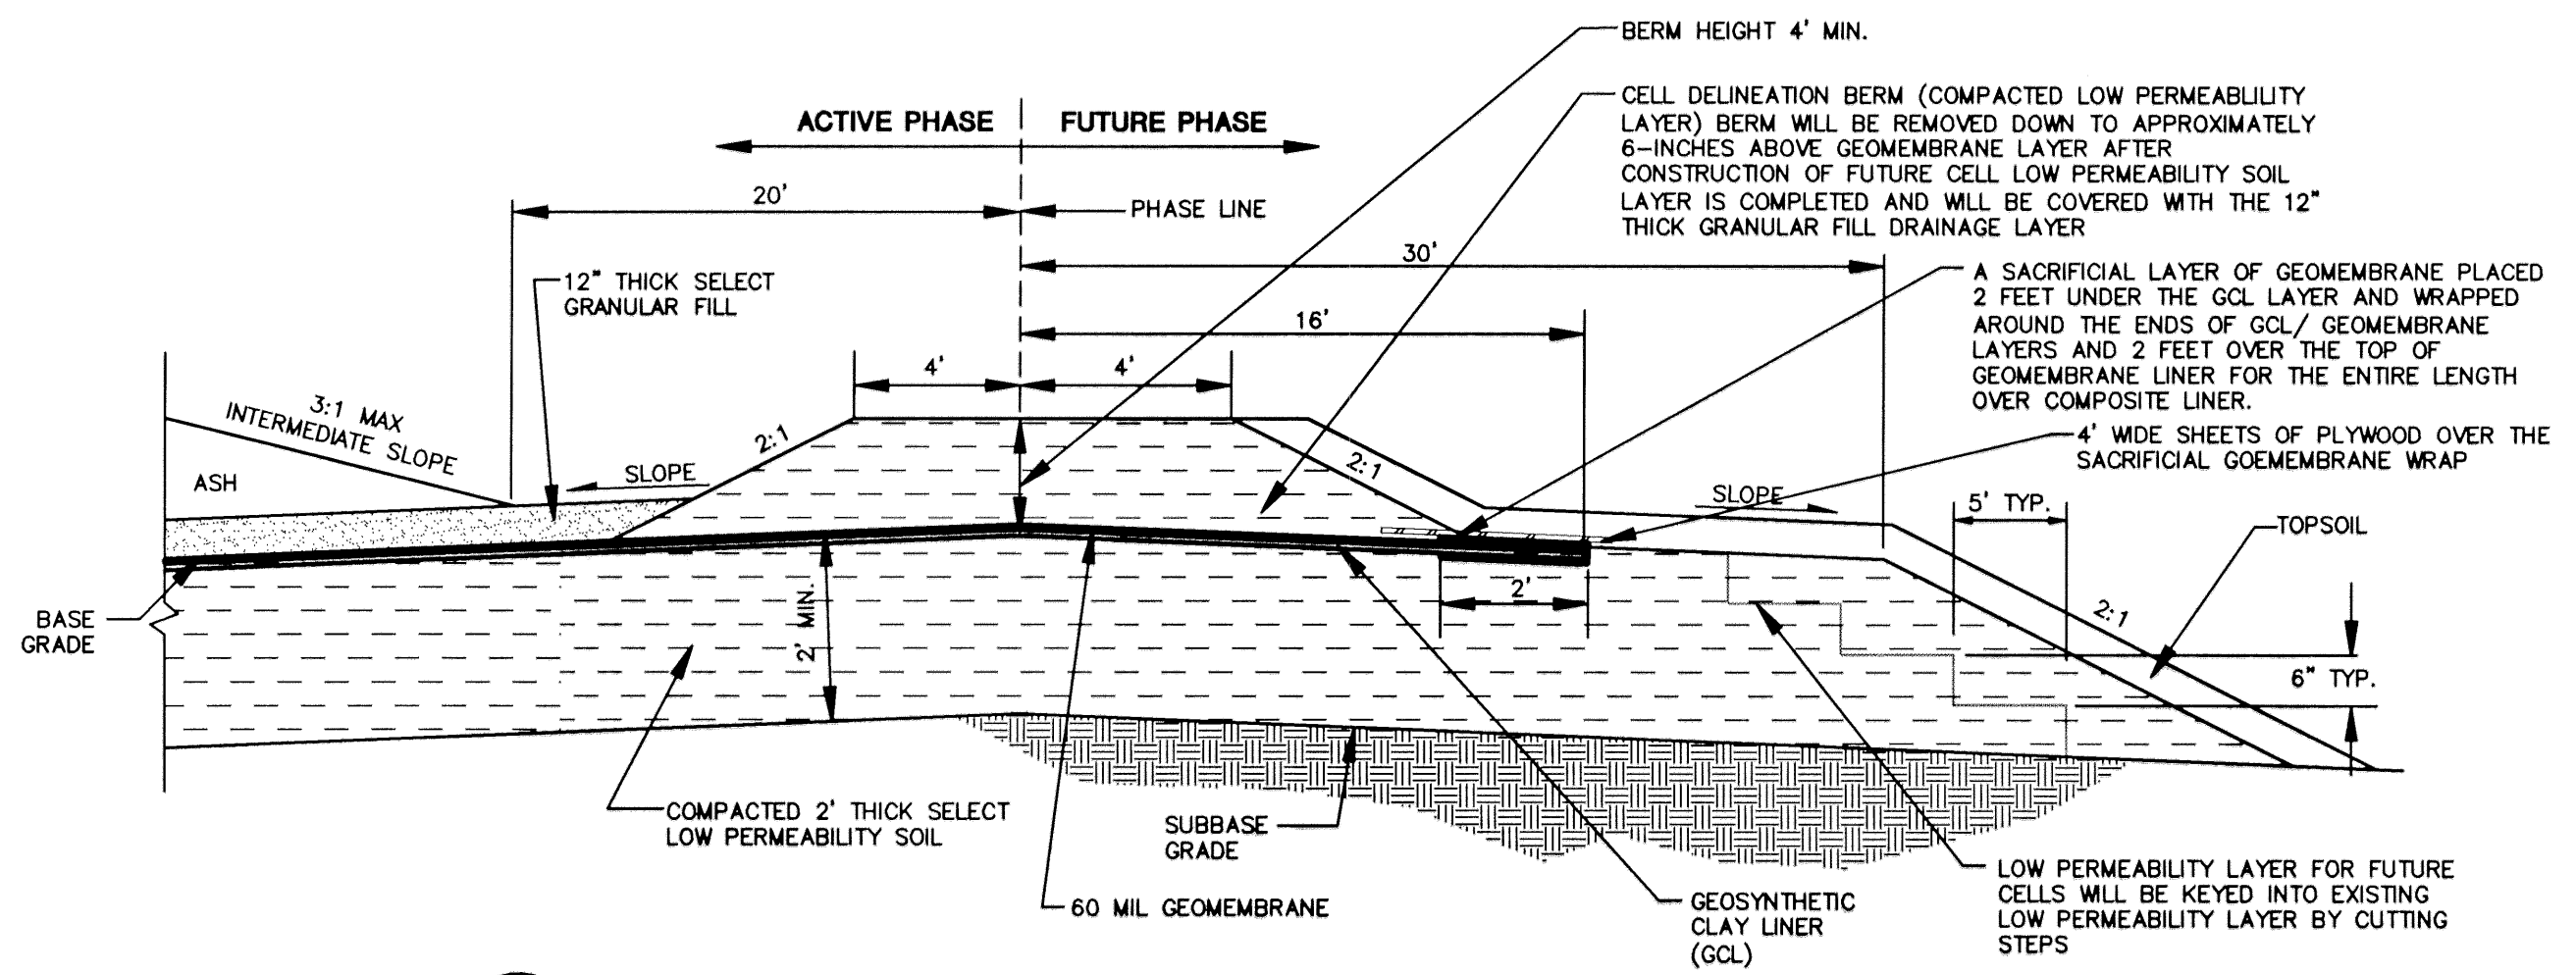 BERM HEIGHT 4' MIN.
CELL DELINEATION BERM (COMPACTED LOW PERMEABLILITY
LAYER) BERM WILL BE REMOVED DOWN TO APPROXIMATELY
6-INCHES ABOVE GEOMEMBRANE LAYER AFTER
CONSTRUCTION OF FUTURE CELL LOW PERMEABILITY SOIL
LAYER IS COMPLETED AND WILL BE COVERED WITH THE 12"
THICK GRANULAR FILL DRAINAGE LAYER
ACTIVE PHASE
FUTURE PHASE
20'
PHASE LINE
30'
12" THICK SELECT
GRANULAR FILL
A SACRIFICIAL LAYER OF GEOMEMBRANE PLACED
2 FEET UNDER THE GCL LAYER AND WRAPPED
AROUND THE ENDS OF GCL/ GEOMEMBRANE
LAYERS AND 2 FEET OVER THE TOP OF
GEOMEMBRANE LINER FOR THE ENTIRE LENGTH
OVER COMPOSITE LINER.
16'
4'
4'
3:1 MAX
INTERMEDIATE SLOPE
2:1
2:1
4' WIDE SHEETS OF PLYWOOD OVER THE
SACRIFICIAL GOEMEMBRANE WRAP
ASH
SLOPE
SLOPE
5' TYP.
TOPSOIL
BASE
GRADE
2' MIN.
2'
2:1
6" TYP.
COMPACTED 2' THICK SELECT
LOW PERMEABILITY SOIL
SUBBASE
GRADE
60 MIL GEOMEMBRANE
GEOSYNTHETIC
CLAY LINER
(GCL)
LOW PERMEABILITY LAYER FOR FUTURE
CELLS WILL BE KEYED INTO EXISTING
LOW PERMEABILITY LAYER BY CUTTING
STEPS